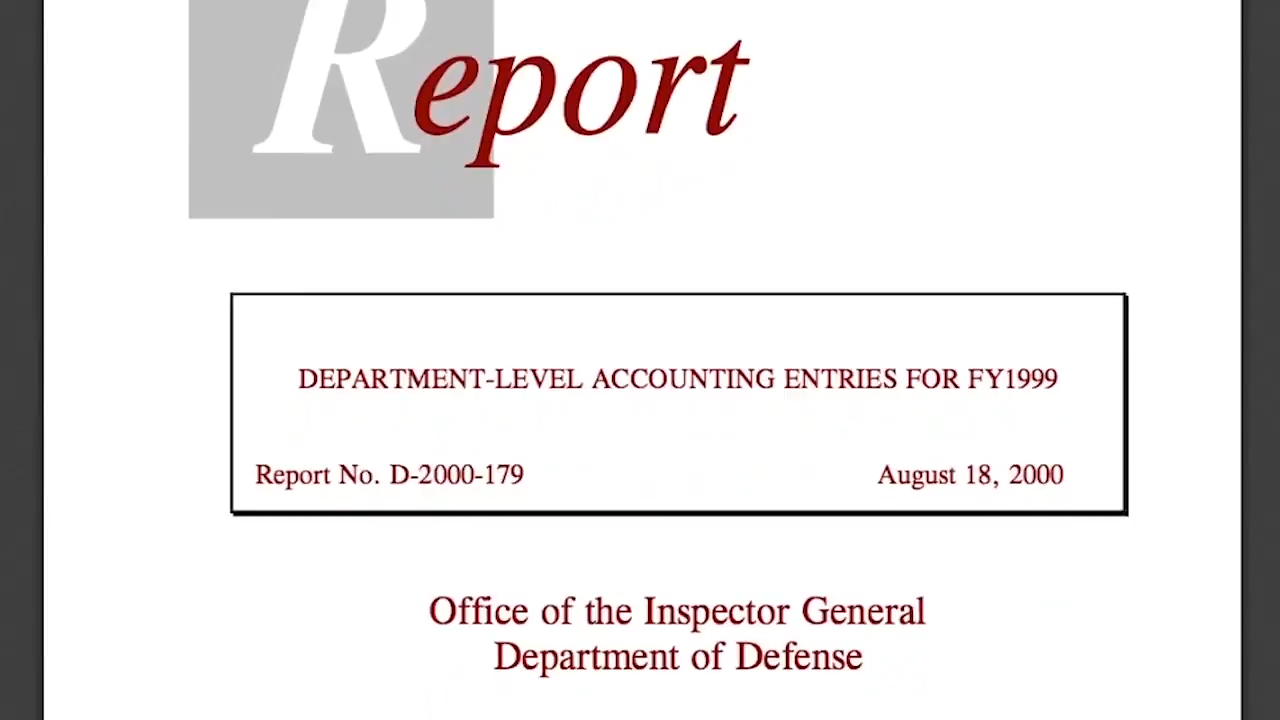 Report
DEPARTMENT-LEVEL ACCOUNTING ENTRIES FOR FY1999
Report No. D-2000-179 August 18, 2000
Office of the Inspector General
Department of Defense